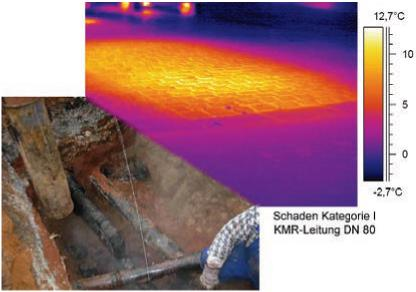 12,7°C
10
5
0
-2,7°C
Schaden Kategorie I
KMR-Leitung DN 80